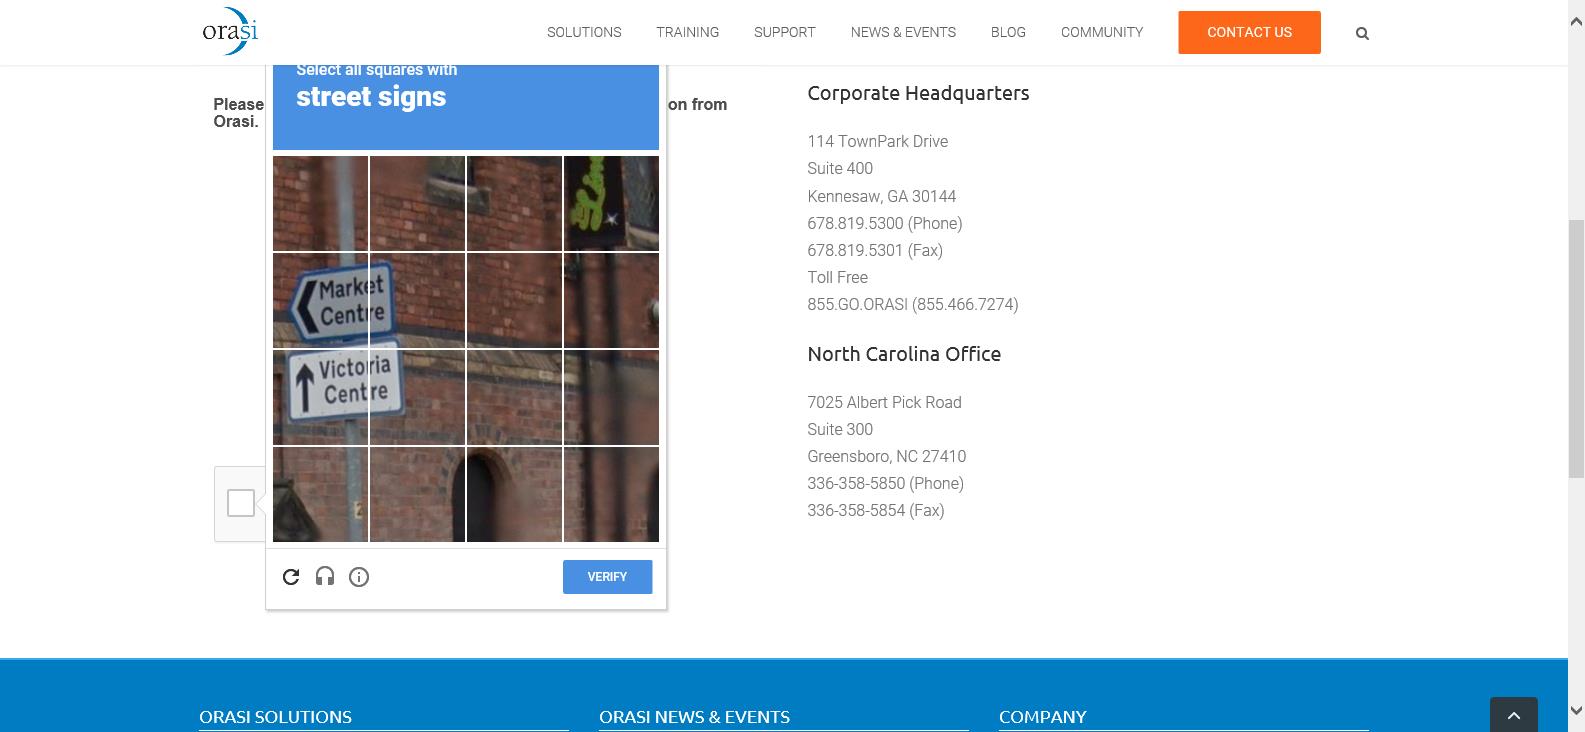 orasi
SOLUTIONS
TRAINING
SUPPORT
NEWS & EVENTS
BLOG
COMMUNITY
CONTACT US
Select all squares with
street signs
Please
on from
Orasi.
Market
Centre
Victoria
Centre
VERIFY
Corporate Headquarters
114 TownPark Drive
Suite 400
Kennesaw, GA 30144
678.819.5300 (Phone)
678.819.5301 (Fax)
Toll Free
855.GO.ORASI (855.466.7274)
North Carolina Office
7025 Albert Pick Road
Suite 300
Greensboro, NC 27410
336-358-5850 (Phone)
336-358-5854 (Fax)
ORASI SOLUTIONS
ORASI NEWS & EVENTS
COMPANY